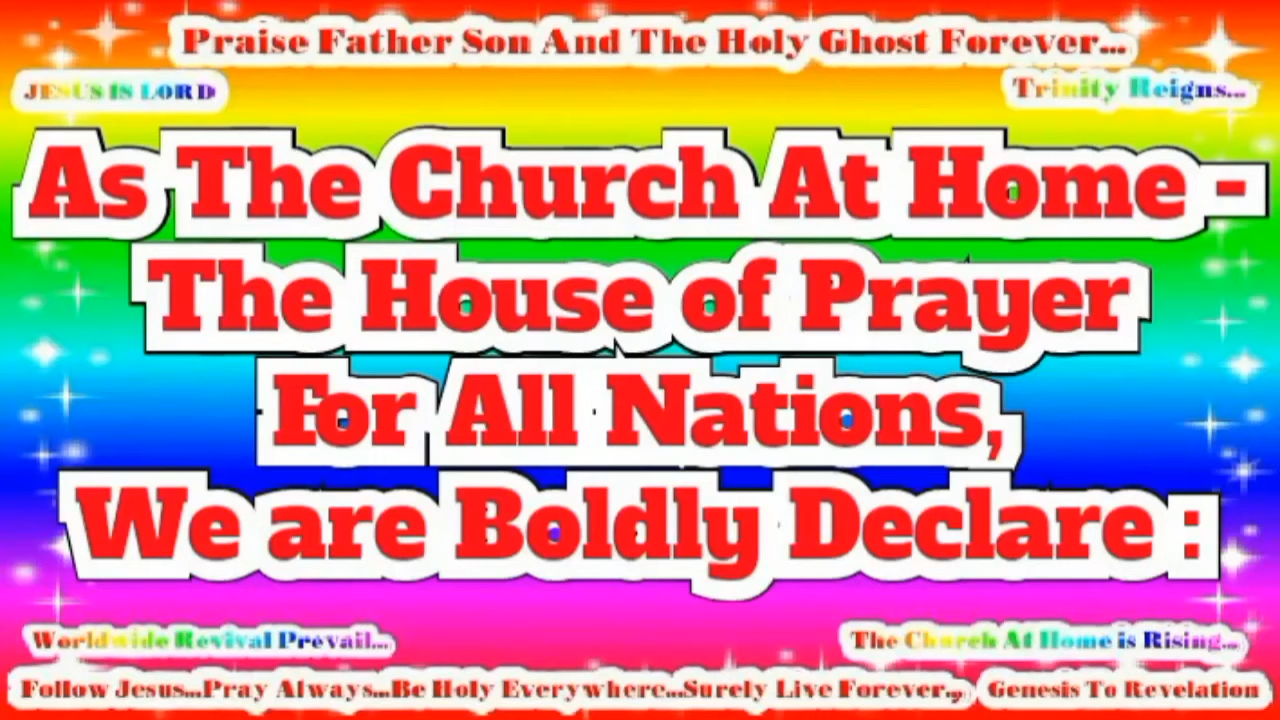 Praise Father Son And The Holy Ghost Forever...
JESUS IS LORD
Trinity Reigns...
As The Church At Home -
The House of Prayer
For All Nations,
We are Boldly Declare :
Worldwide Revival Prevail...
The Church At Home is Rising...
Follow Jesus...Pray Always...Be Holy Everywhere...Surely Live Forever..,
Genesis To Revelation